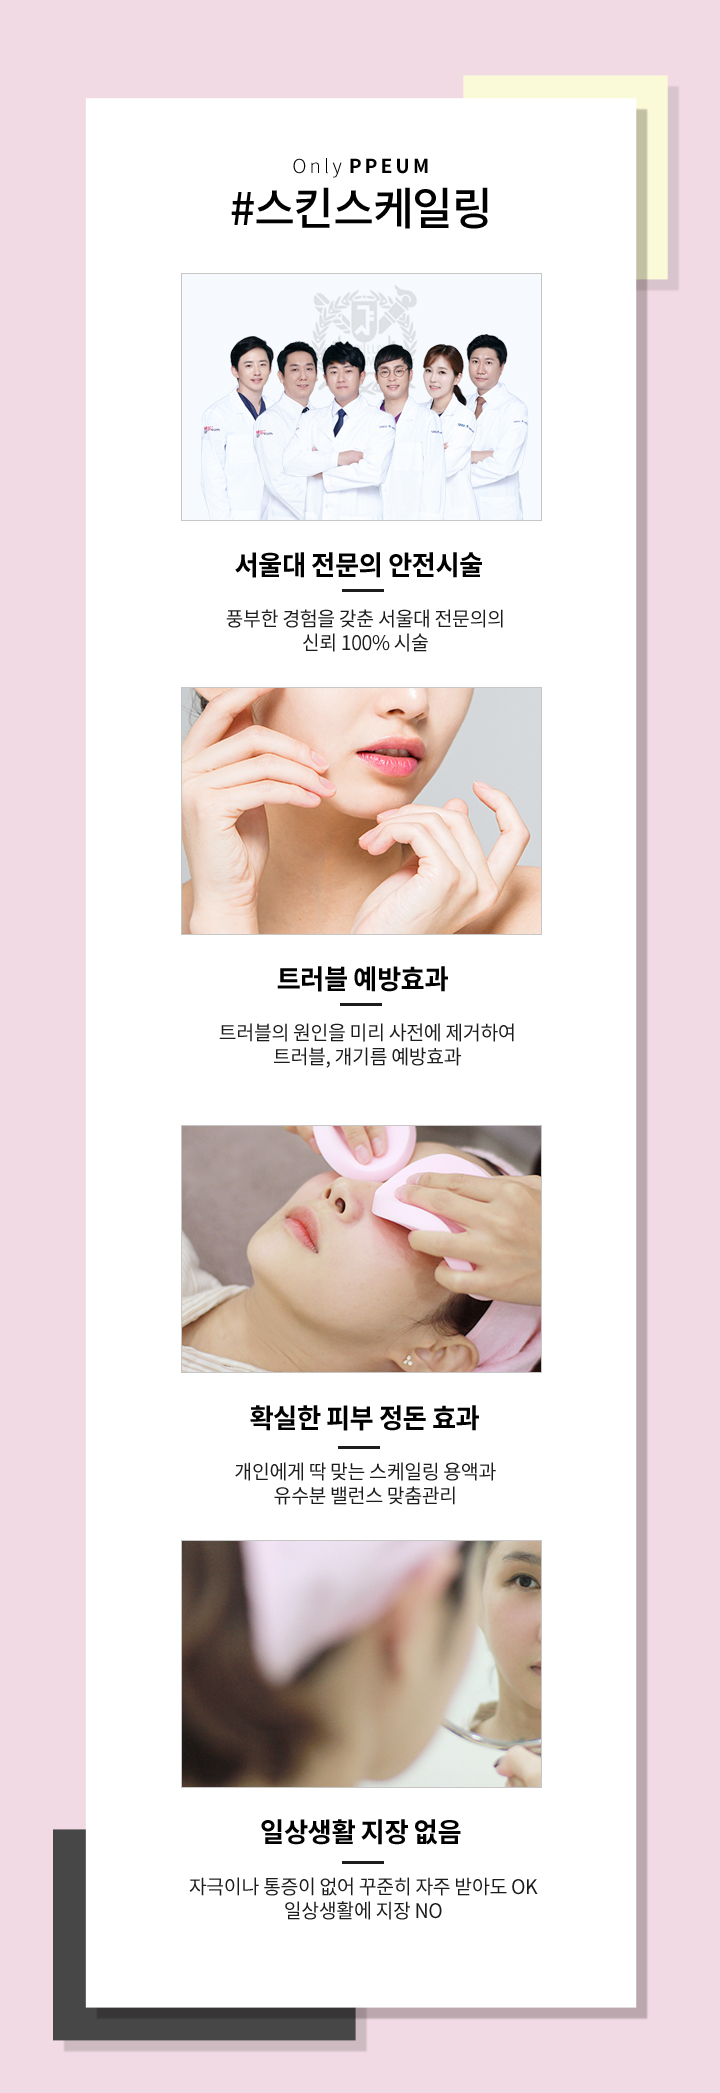 Only PPEUM
#스킨스케일링
서울대 전문의 안전시술
풍부한 경험을 갖춘 서울대 전문의의
신뢰 100% 시술
트러블 예방효과
트러블의 원인을 미리 사전에 제거하여
트러블, 개기름 예방효과
확실한 피부 정돈 효과
개인에게 딱 맞는 스케일링 용액과
유수분 밸런스 맞춤관리
일상생활 지장 없음
자극이나 통증이 없어 꾸준히 자주 받아도 OK
일상생활에 지장 NO